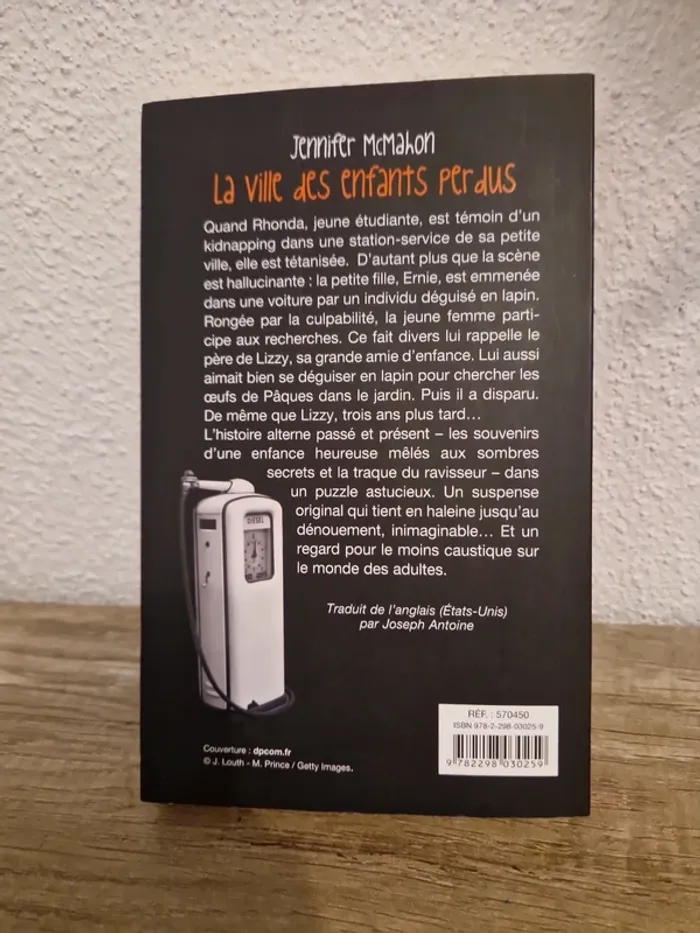 Jennifer McMahon
La ville des enfants perdus
Quand Rhonda, jeune étudiante, est témoin d'un
kidnapping dans une station-service de sa petite
ville, elle est tétanisée. D'autant plus que la scène
est hallucinante : la petite fille, Ernie, est emmenée
dans une voiture par un individu déguisé en lapin.
Rongée par la culpabilité, la jeune femme parti-
cipe aux recherches. Ce fait divers lui rappelle le
père de Lizzy, sa grande amie d'enfance. Lui aussi
aimait bien se déguiser en lapin pour chercher les
œufs de Pâques dans le jardin. Puis il a disparu.
De même que Lizzy, trois ans plus tard…
L'histoire alterne passé et présent – les souvenirs
d'une enfance heureuse mêlés aux sombres
secrets et la traque du ravisseur – dans
un puzzle astucieux. Un suspense
original qui tient en haleine jusqu'au
dénouement, inimaginable… Et un
regard pour le moins caustique sur
le monde des adultes.
DIESEL
Traduit de l'anglais (États-Unis)
par Joseph Antoine
RÉF. : 570450
ISBN 978-2-298-03025-9
9 782298 030259
Couverture : dpcom.fr
© J. Louth - M. Prince / Getty Images.